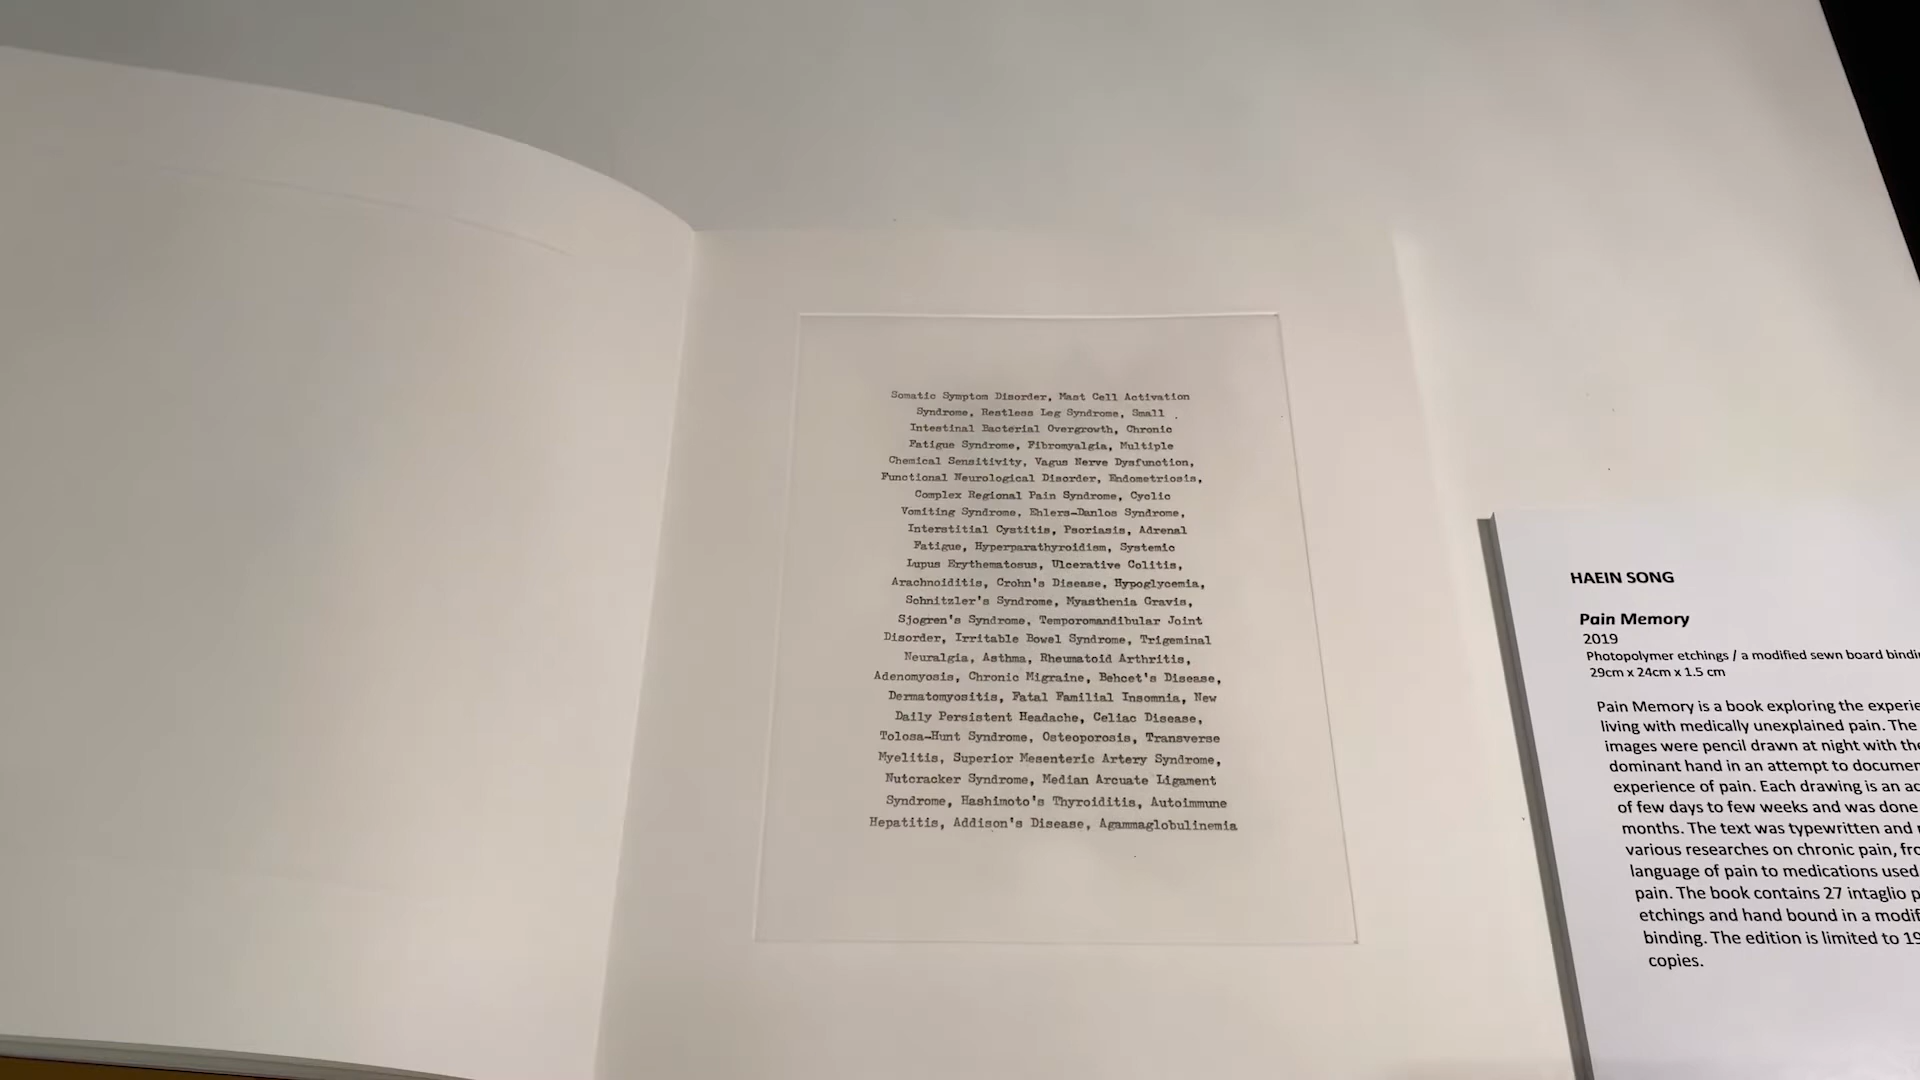 Somatic Symptom Disorder, Mast Cell Activation
Syndrome, Restless Leg Syndrome, Small
Intestinal Bacterial Overgrowth, Chronic
Fatigue Syndrome, Fibromyalgia, Multiple
Chemical Sensitivity, Vagus Nerve Dysfunction,
Functional Neurological Disorder, Endometriosis,
Complex Regional Pain Syndrome, Cyclic
Vomiting Syndrome, Ehlers-Danlos Syndrome,
Interstitial Cystitis, Psoriasis, Adrenal
Fatigue, Hyperparathyroidism, Systemic
Lupus Erythematosus, Ulcerative Colitis,
Arachnoiditis, Crohn's Disease, Hypoglycemia,
Schnitzler's Syndrome, Myasthenia Gravis,
Sjogren's Syndrome, Temporomandibular Joint
Disorder, Irritable Bowel Syndrome, Trigeminal
Neuralgia, Asthma, Rheumatoid Arthritis,
Adenomyosis, Chronic Migraine, Behcet's Disease,
Dermatomyositis, Fatal Familial Insomnia, New
Daily Persistent Headache, Celiac Disease,
Tolosa-Hunt Syndrome, Osteoporosis, Transverse
Myelitis, Superior Mesenteric Artery Syndrome,
Nutcracker Syndrome, Median Arcuate Ligament
Syndrome, Hashimoto's Thyroiditis, Autoimmune
Hepatitis, Addison's Disease, Agammaglobulinemia
HAEIN SONG
Pain Memory
2019
Photopolymer etchings / a modified sewn board
29cm x 24cm x 1.5 cm
Pain Memory is a book exploring the
living with medically unexplained pain. The
images were pencil drawn at night with
dominant hand in an attempt to
experience of pain. Each drawing is an
of few days to few weeks and was done
months. The text was typewritten and
various researches on chronic pain,
language of pain to medications used
pain. The book contains 27 intaglio
etchings and hand bound in a
binding. The edition is limited to
copies.